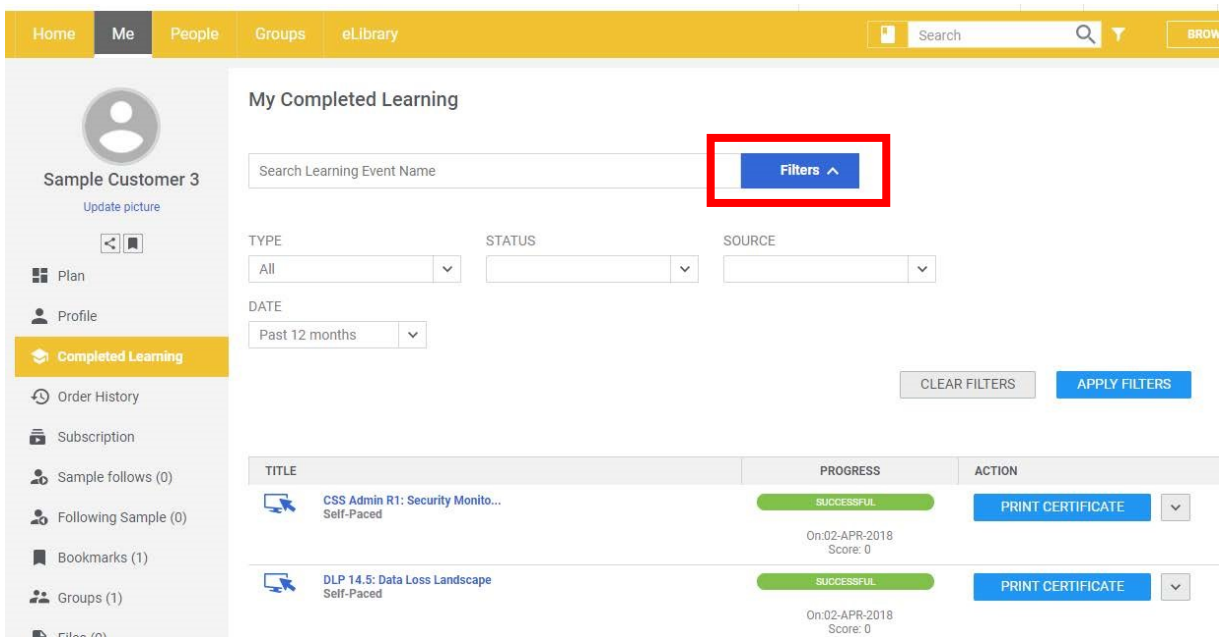 Home Me People Groups eLibrary Search
My Completed Learning
Sample Customer 3
Update picture
Plan
Profile
Completed Learning
Order History
Subscription
Sample follows (0)
Following Sample (0)
Bookmarks (1)
Groups (1)
Files (0)
Search Learning Event Name Filters
TYPE STATUS SOURCE
All
DATE
Past 12 months
CLEAR FILTERS APPLY FILTERS
TITLE PROGRESS ACTION
CSS Admin R1: Security Monito... SUCCESSFUL PRINT CERTIFICATE
Self-Paced
On:02-APR-2018
Score: 0
DLP 14.5: Data Loss Landscape SUCCESSFUL PRINT CERTIFICATE
Self-Paced
On:02-APR-2018
Score: 0